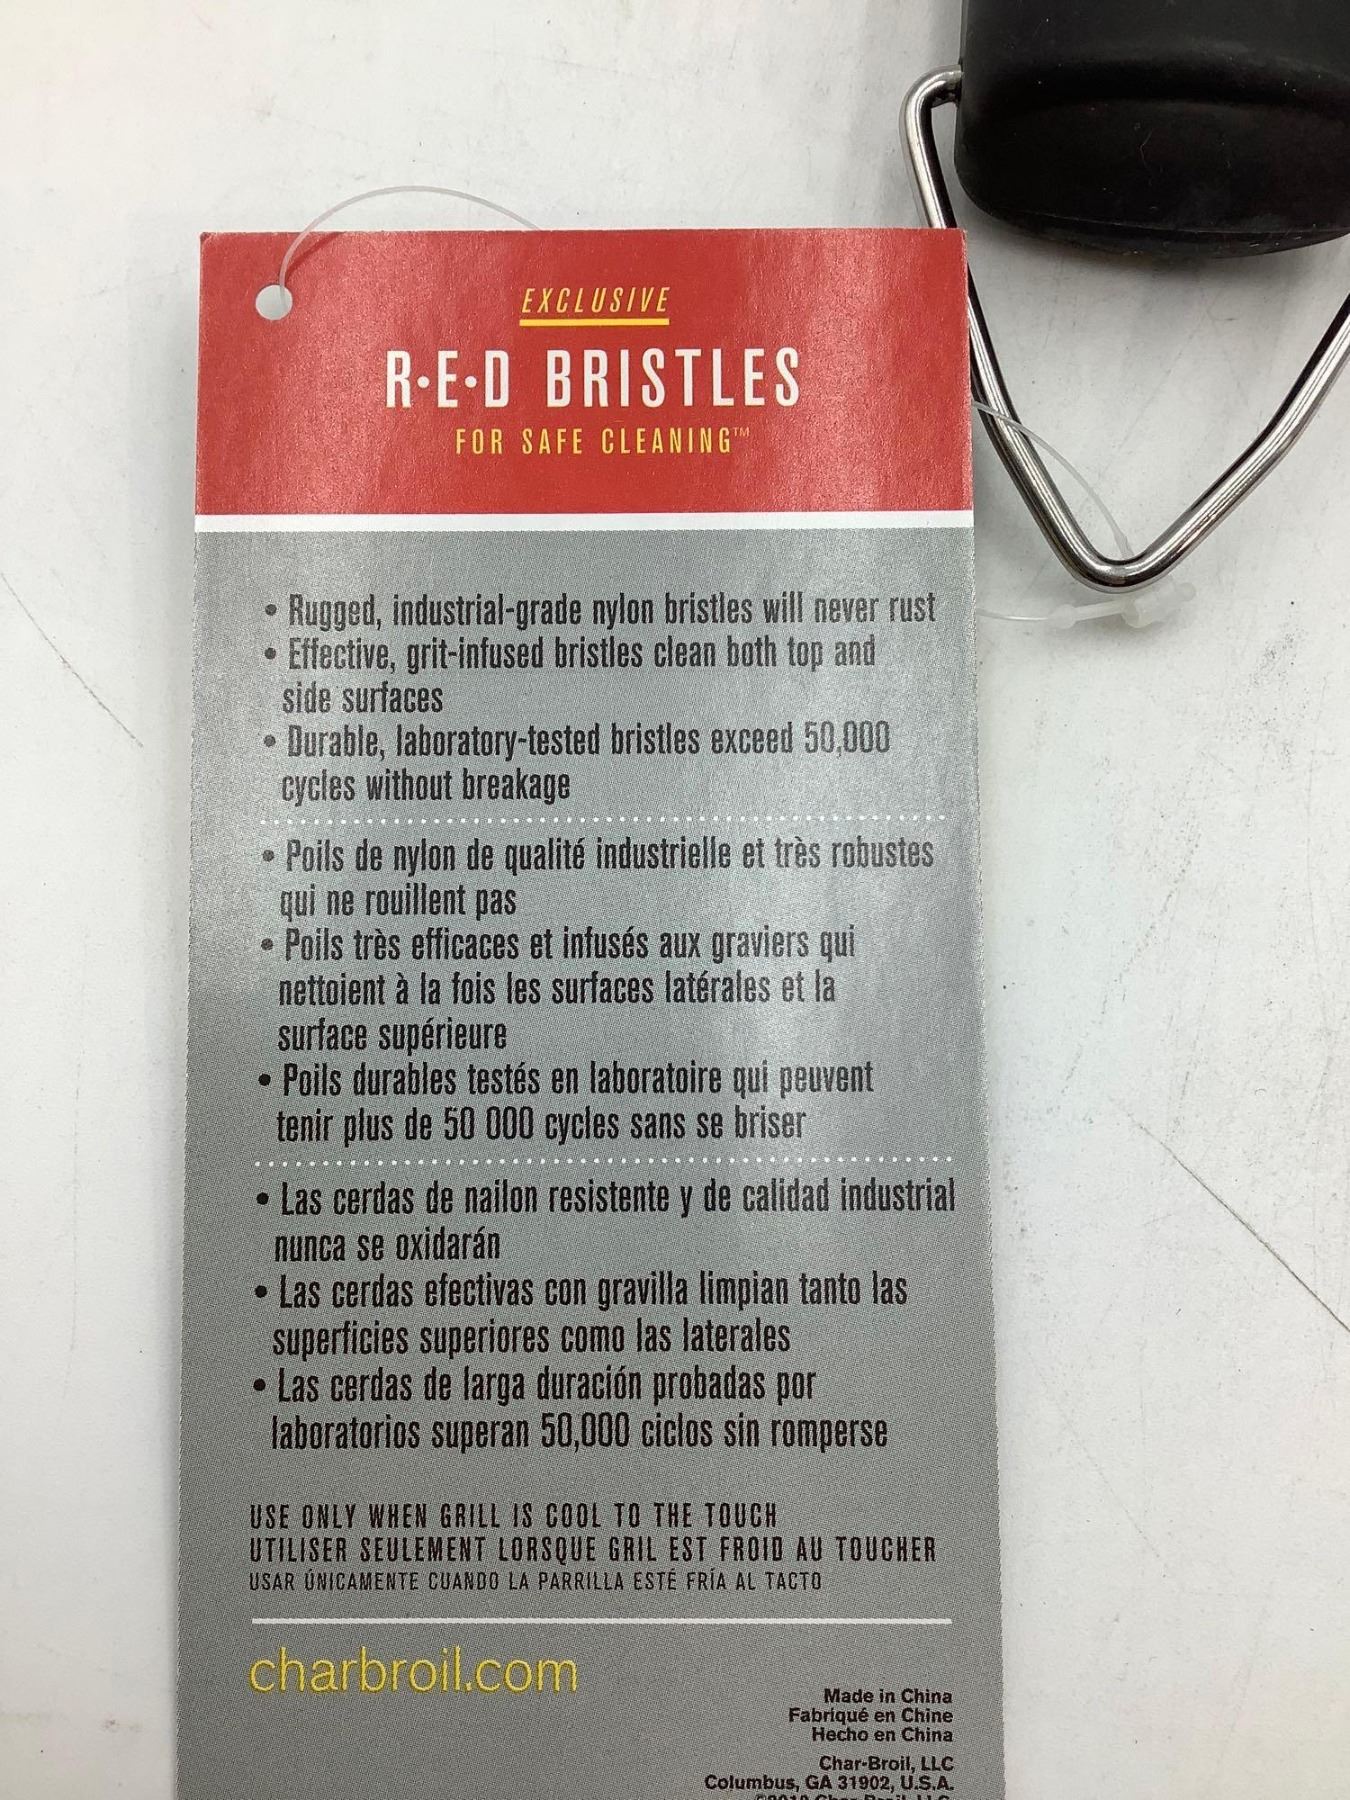 EXCLUSIVE
R•E•D BRISTLES
FOR SAFE CLEANING™
• Rugged, industrial-grade nylon bristles will never rust
• Effective, grit-infused bristles clean both top and
side surfaces
• Durable, laboratory-tested bristles exceed 50,000
cycles without breakage
• Poils de nylon de qualité industrielle et très robustes
qui ne rouillent pas
• Poils très efficaces et infusés aux graviers qui
nettoient à la fois les surfaces latérales et la
surface supérieure
• Poils durables testés en laboratoire qui peuvent
tenir plus de 50 000 cycles sans se briser
• Las cerdas de nailon resistente y de calidad industrial
nunca se oxidarán
• Las cerdas efectivas con gravilla limpian tanto las
superficies superiores como las laterales
• Las cerdas de larga duración probadas por
laboratorios superan 50,000 ciclos sin romperse
USE ONLY WHEN GRILL IS COOL TO THE TOUCH
UTILISER SEULEMENT LORSQUE GRIL EST FROID AU TOUCHER
USAR ÚNICAMENTE CUANDO LA PARRILLA ESTÉ FRÍA AL TACTO
charbroil.com
Made in China
Fabriqué en Chine
Hecho en China
Char-Broil, LLC
Columbus, GA 31902, U.S.A.
Char-Broil, LLC